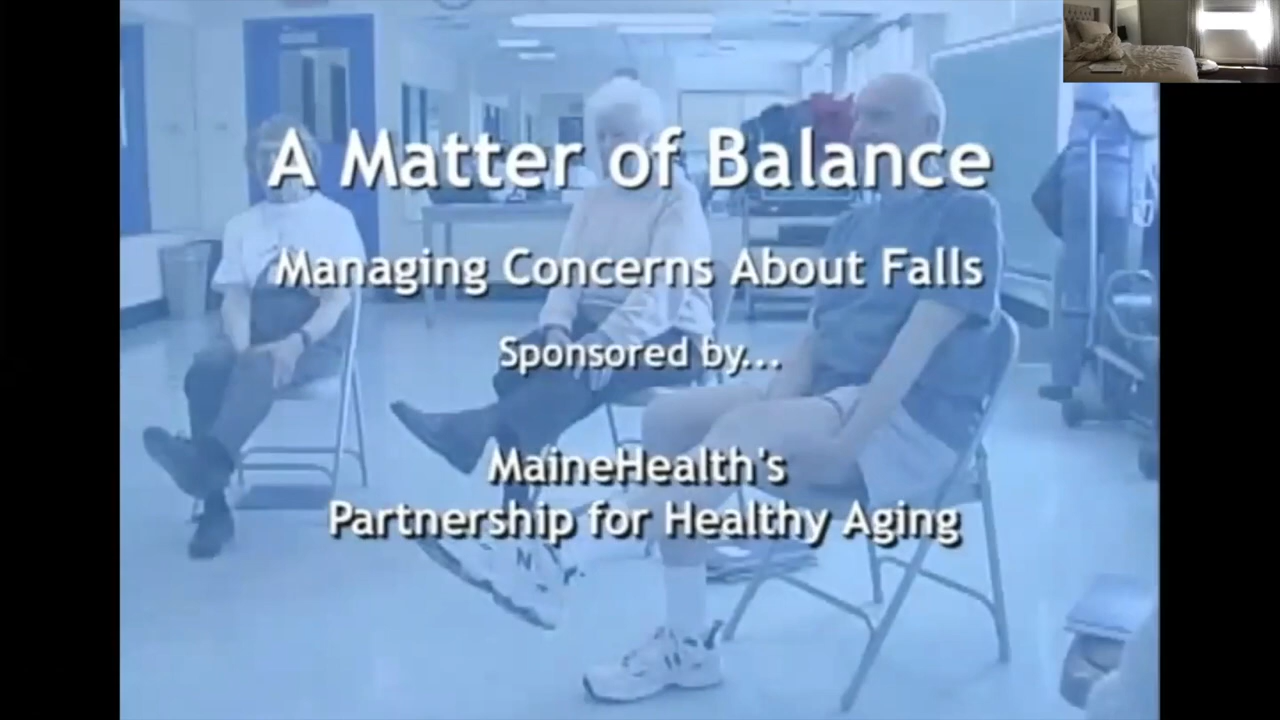 A Matter of Balance
Managing Concerns About Falls
Sponsored by...
MaineHealth's
Partnership for Healthy Aging
N